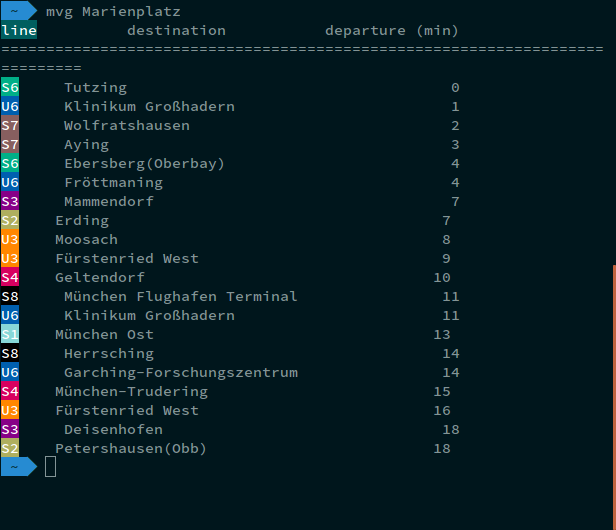 ~ mvg Marienplatz
line destination departure (min)
===================================================================
=========
S6 Tutzing 0
U6 Klinikum Großhadern 1
S7 Wolfratshausen 2
S7 Aying 3
S6 Ebersberg(Oberbay) 4
U6 Fröttmaning 4
S3 Mammendorf 7
S2 Erding 7
U3 Moosach 8
U3 Fürstenried West 9
S4 Geltendorf 10
S8 München Flughafen Terminal 11
U6 Klinikum Großhadern 11
S1 München Ost 13
S8 Herrsching 14
U6 Garching-Forschungszentrum 14
S4 München-Trudering 15
U3 Fürstenried West 16
S3 Deisenhofen 18
S2 Petershausen(Obb) 18
~